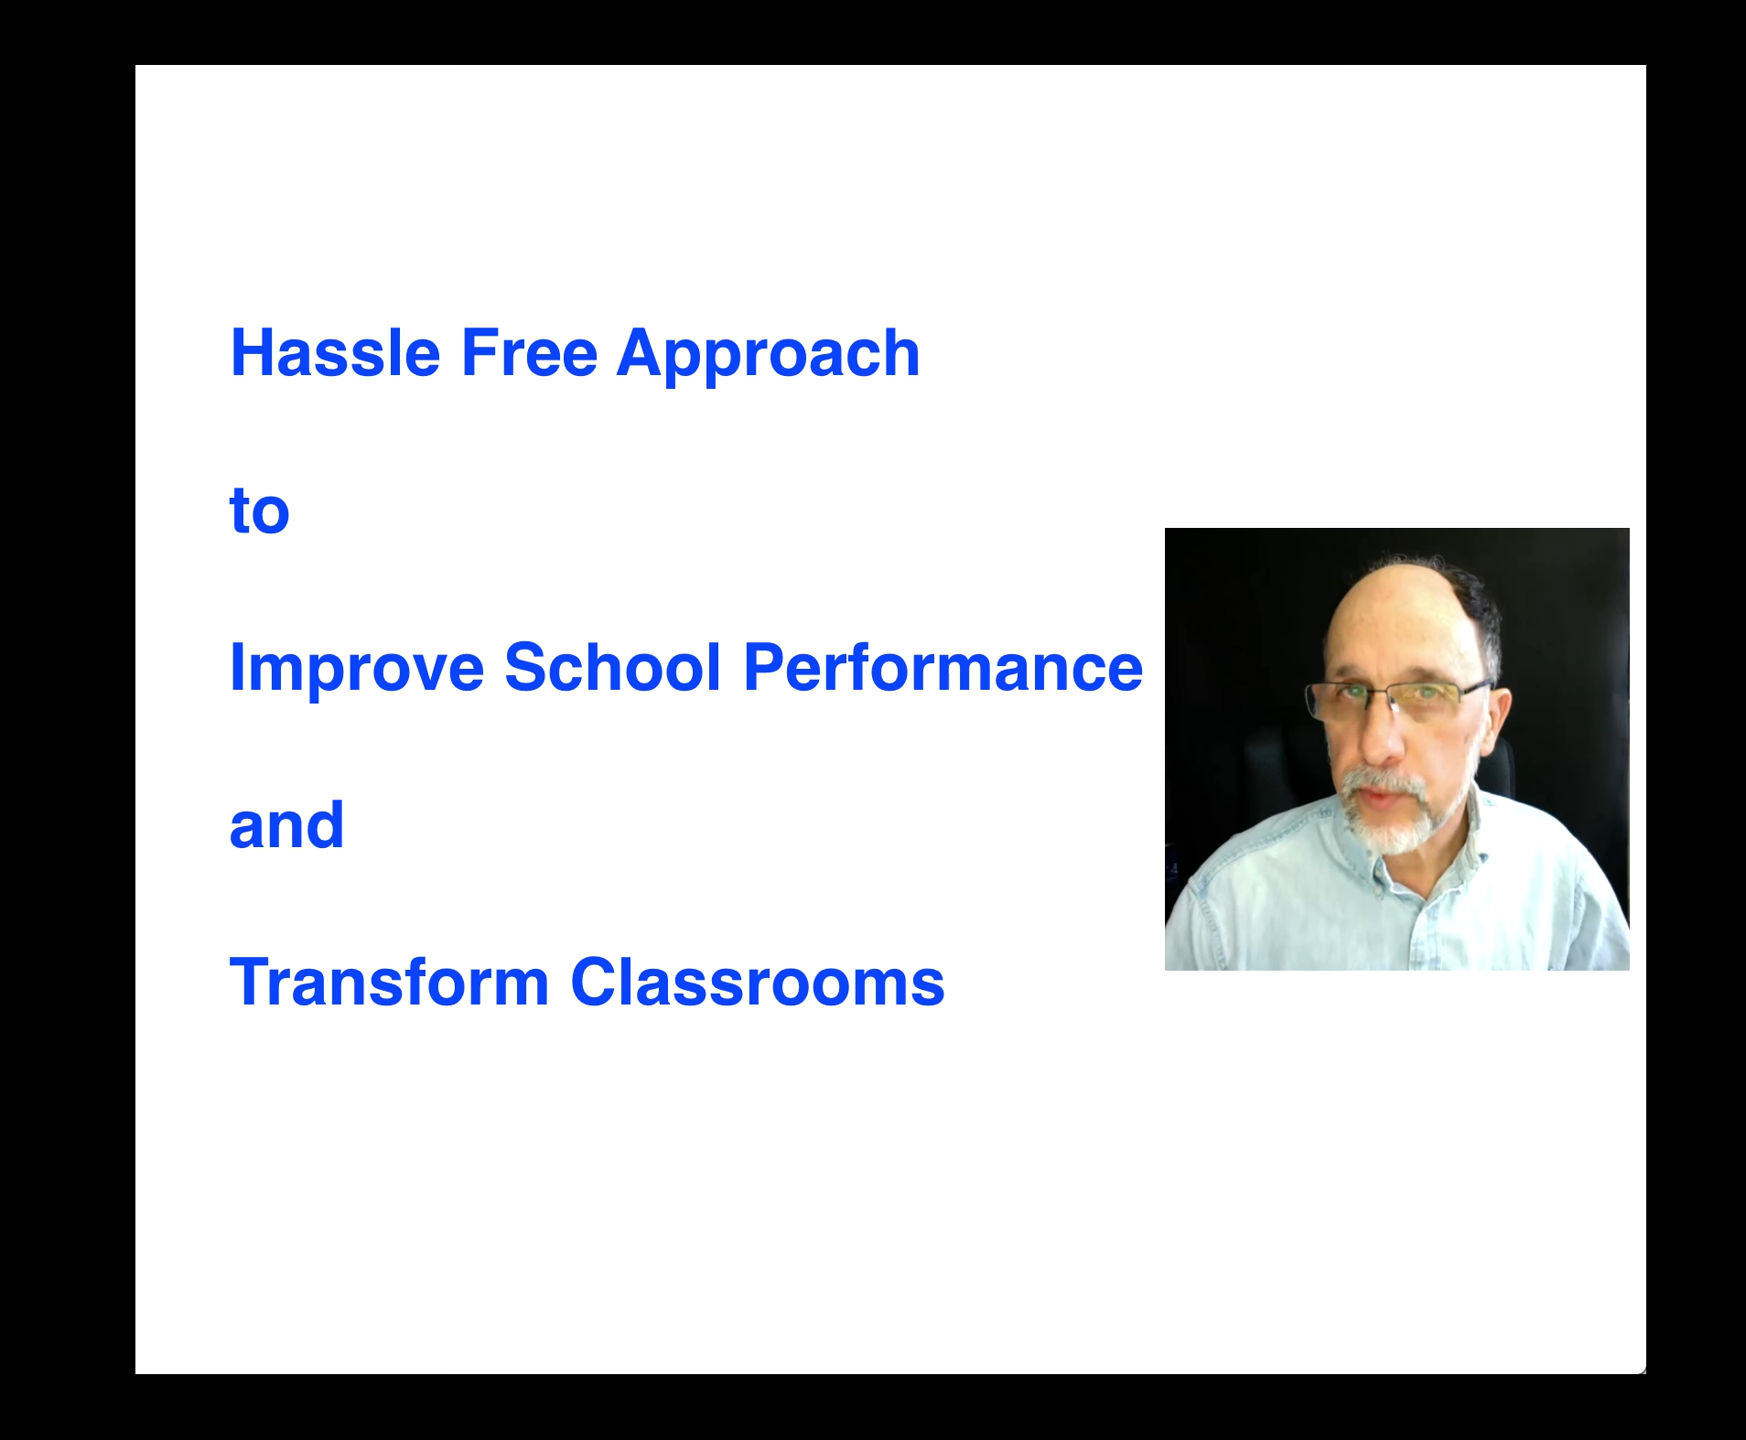 Hassle Free Approach
to
Improve School Performance
and
Transform Classrooms